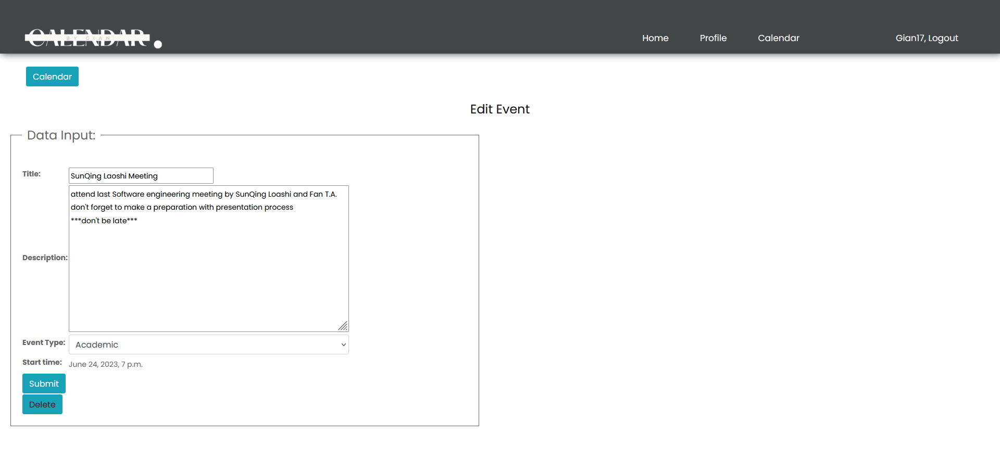 CALENDAR
BY GIAN
Home Profile Calendar Gian17, Logout
Calendar
Edit Event
Data Input:
Title: SunQing Laoshi Meeting
attend last Software engineering meeting by SunQing Loashi and Fan T.A.
don't forget to make a preparation with presentation process
***don't be late***
Description:
Event Type: Academic
Start time: June 24, 2023, 7 p.m.
Submit
Delete